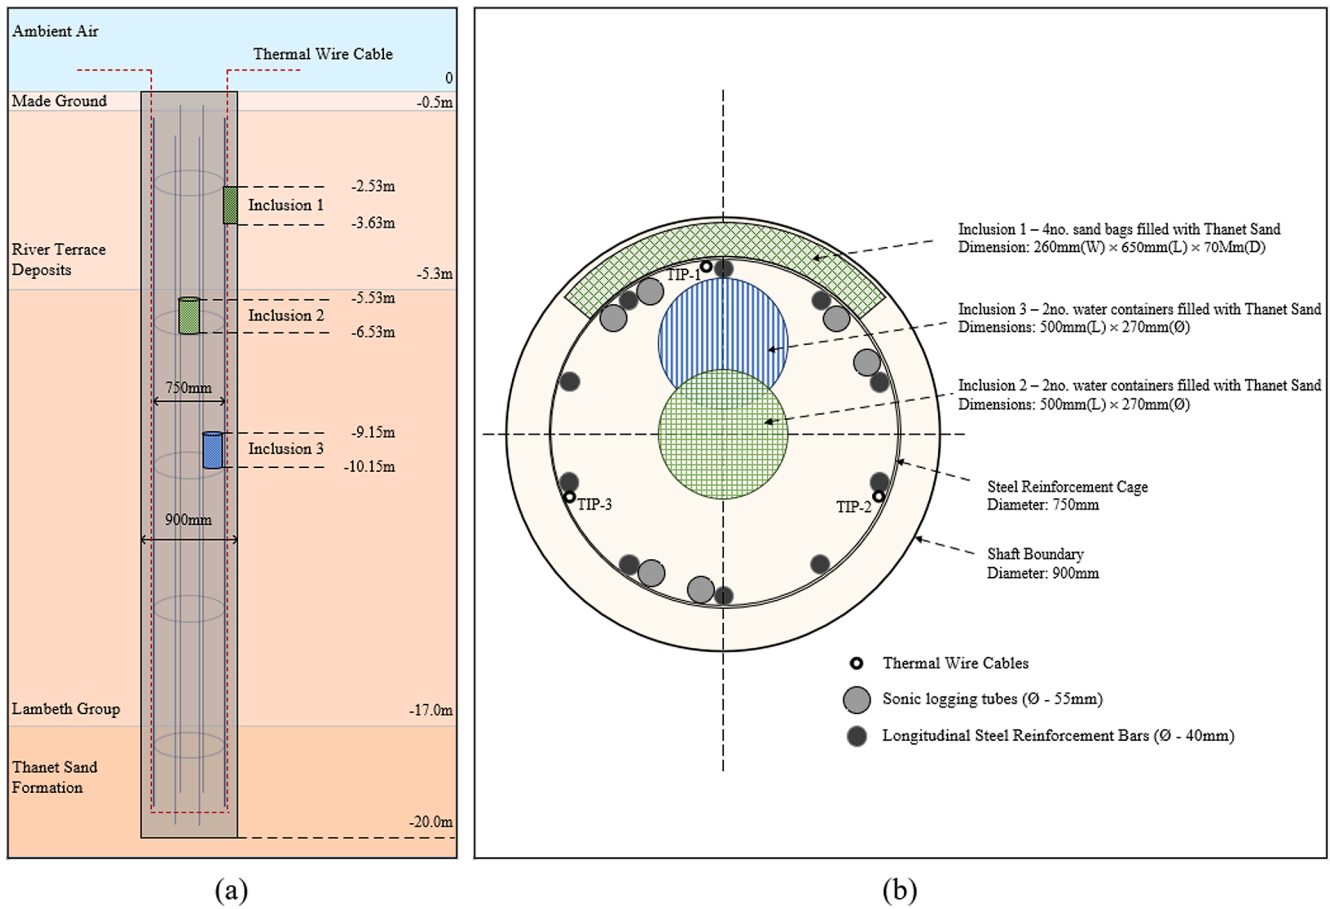 Ambient Air
Thermal Wire Cable
0
Made Ground
-0.5m
-2.53m
Inclusion 1
-3.63m
River Terrace
Deposits
-5.3m
-5.53m
Inclusion 2
-6.53m
750mm
-9.15m
Inclusion 3
-10.15m
900mm
Lambeth Group
-17.0m
Thanet Sand
Formation
-20.0m
(a)
Inclusion 1 – 4no. sand bags filled with Thanet Sand
Dimension: 260mm(W) × 650mm(L) × 70Mm(D)
TIP-1
Inclusion 3 – 2no. water containers filled with Thanet Sand
Dimensions: 500mm(L) × 270mm(Ø)
Inclusion 2 – 2no. water containers filled with Thanet Sand
Dimensions: 500mm(L) × 270mm(Ø)
TIP-3
TIP-2
Steel Reinforcement Cage
Diameter: 750mm
Shaft Boundary
Diameter: 900mm
Thermal Wire Cables
Sonic logging tubes (Ø - 55mm)
Longitudinal Steel Reinforcement Bars (Ø - 40mm)
(b)